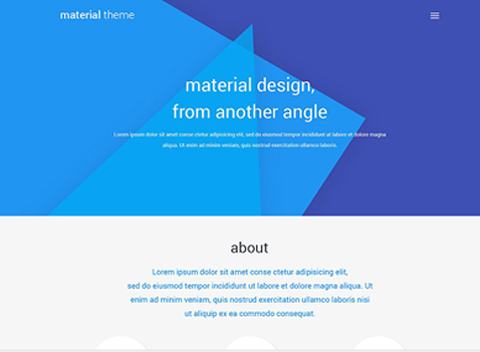 material theme
material design,
from another angle
Lorem ipsum dolor sit amet conse ctetur adipisicing elit, sed do eiusmod tempor incididunt ut labore et dolore magna
aliqua. Ut enim ad minim veniam, quis nostrud exercitation ullamco laboris.
about
Lorem ipsum dolor sit amet conse ctetur adipisicing elit,
sed do eiusmod tempor incididunt ut labore et dolore magna aliqua. Ut
enim ad minim veniam, quis nostrud exercitation ullamco laboris nisi
ut aliquip ex ea commodo consequat.